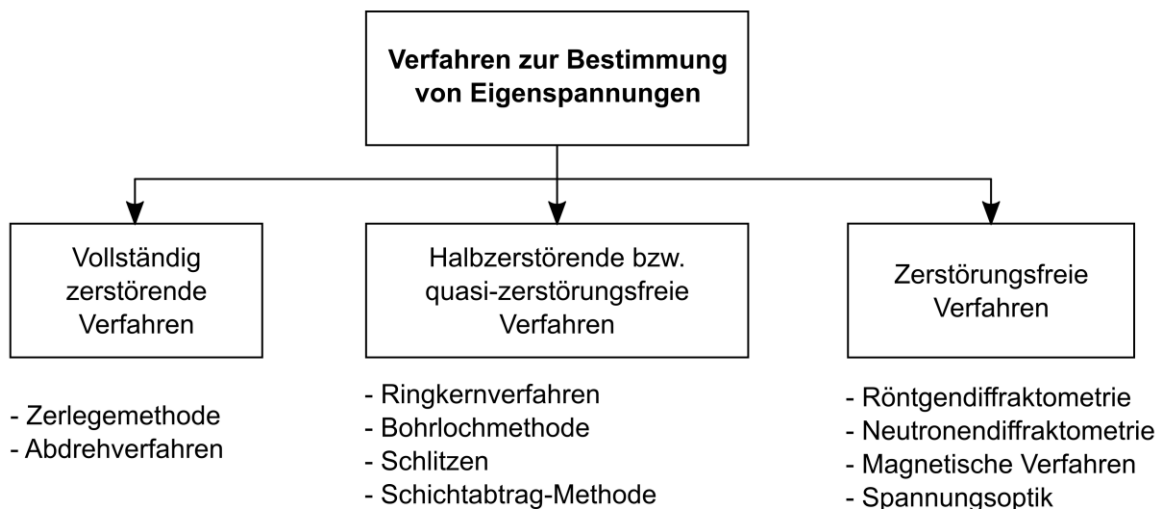 Verfahren zur Bestimmung
von Eigenspannungen
Vollständig
zerstörende
Verfahren
- Zerlegemethode
- Abdrehverfahren
Halbzerstörende bzw.
quasi-zerstörungsfreie
Verfahren
- Ringkernverfahren
- Bohrlochmethode
- Schlitzen
- Schichtabtrag-Methode
Zerstörungsfreie
Verfahren
- Röntgendiffraktometrie
- Neutronendiffraktometrie
- Magnetische Verfahren
- Spannungsoptik